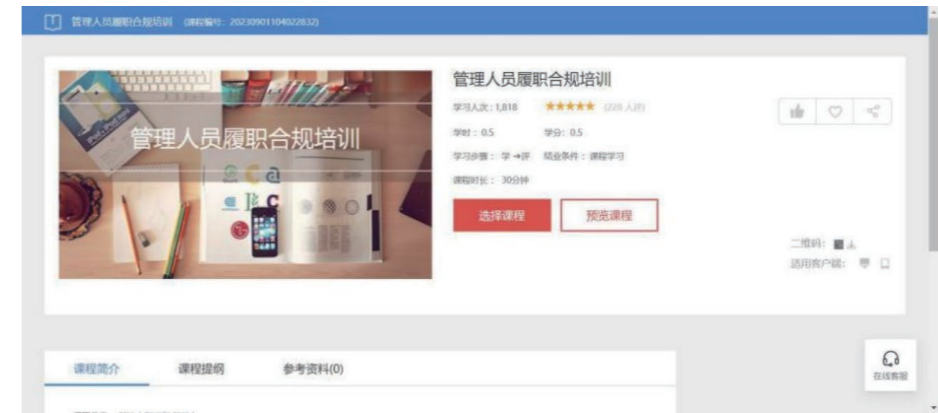 管理人员履职合规培训 (课程编号: 20230901104022832)
管理人员履职合规培训
管理人员履职合规培训
学习人次: 1,818 (228 人评)
学时: 0.5 学分: 0.5
学习步骤: 学→评 结业条件: 课程学习
课程时长: 30分钟
选择课程 预览课程
二维码:
适用客户端:
课程简介 课程提纲 参考资料(0)
在线客服